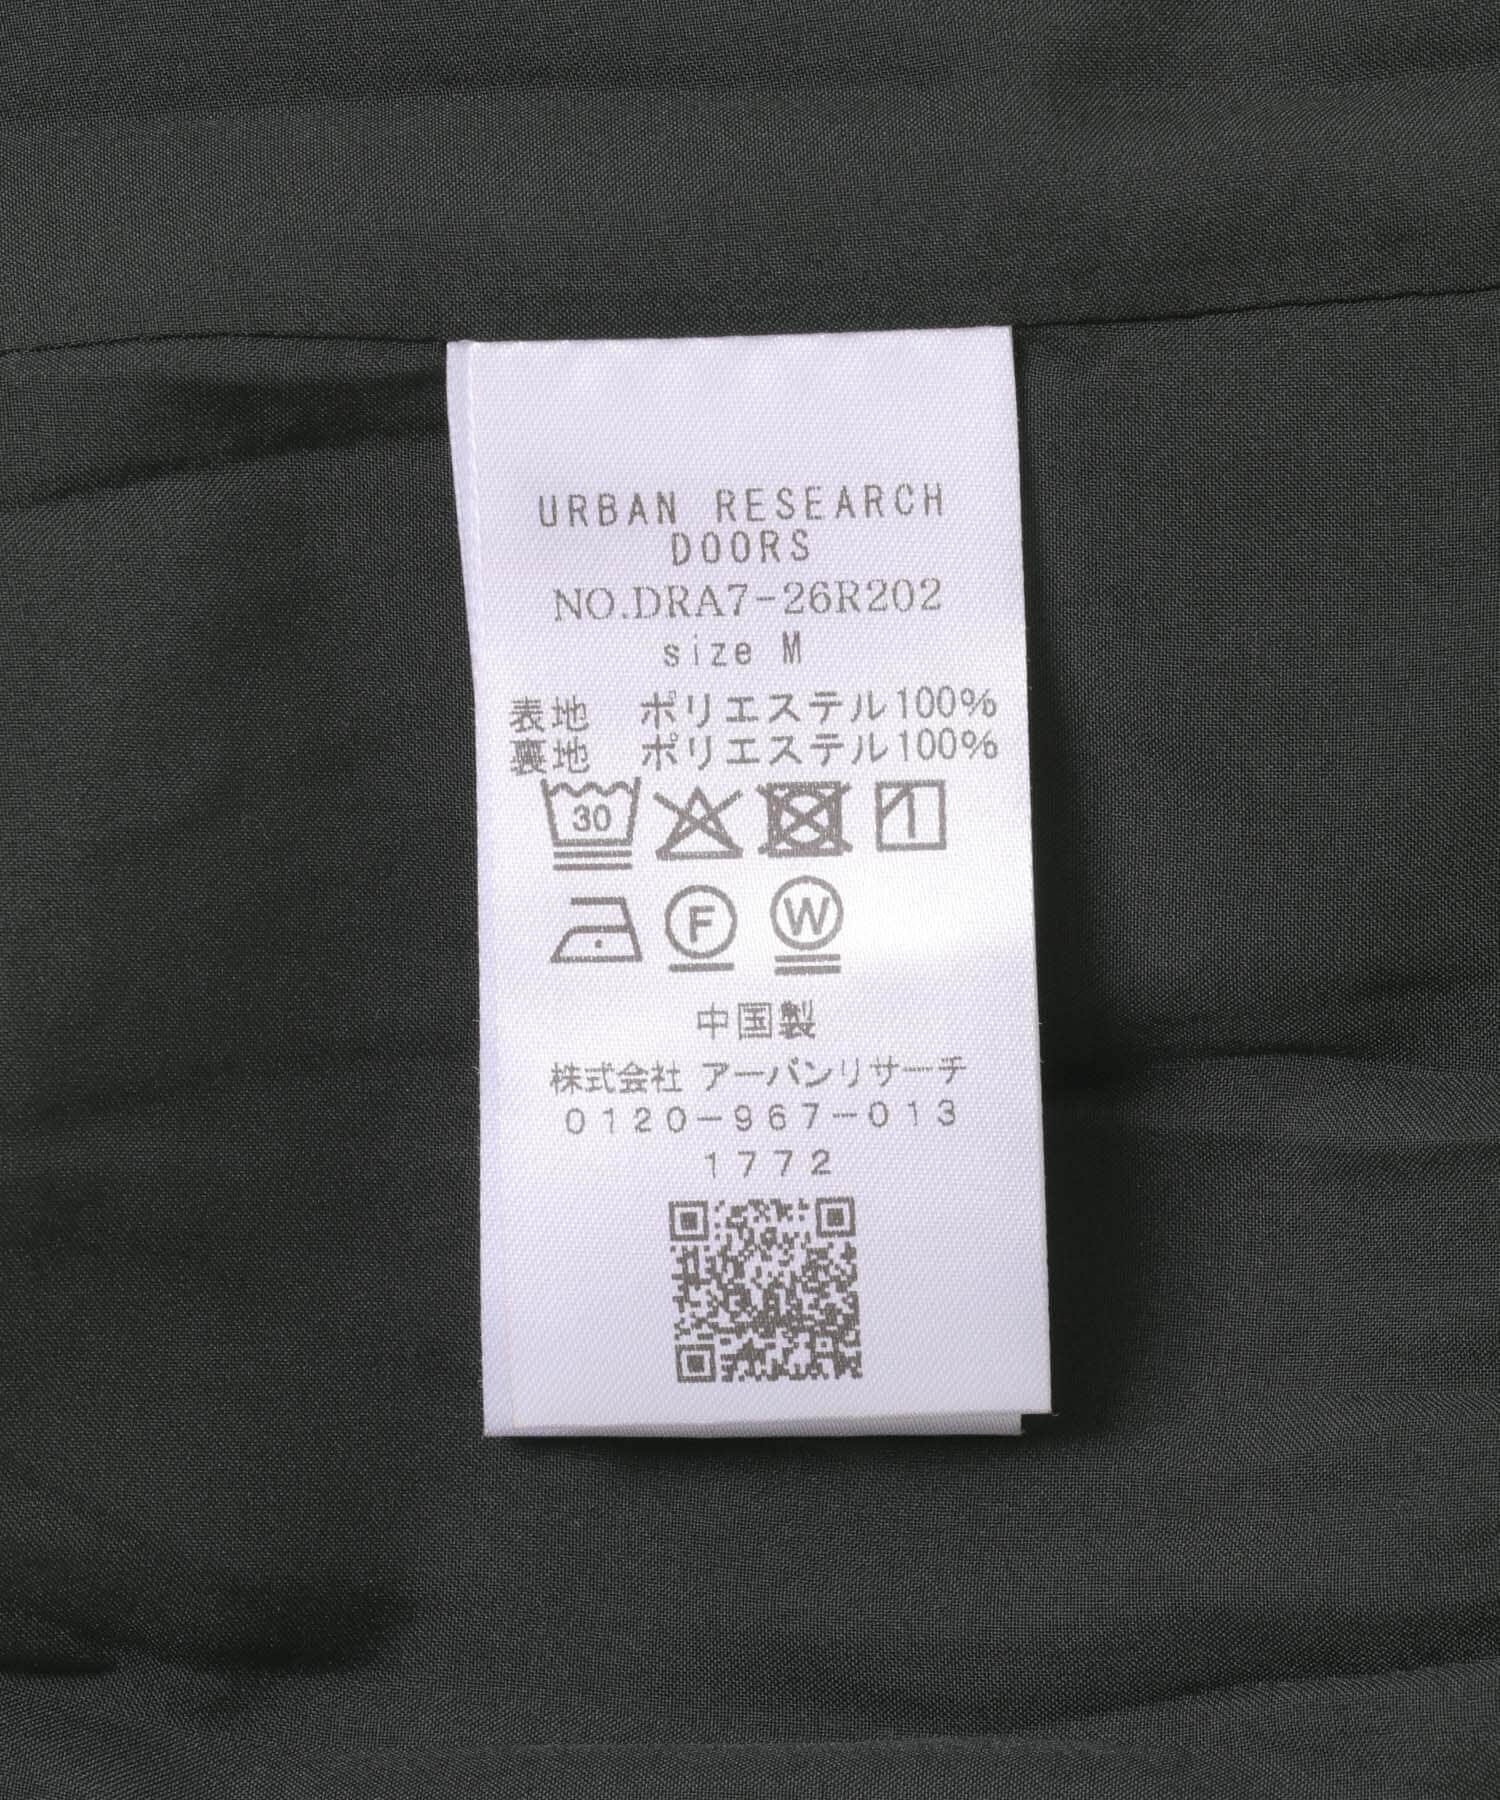 URBAN RESEARCH
DOORS
NO.DRA7-26R202
size M
表地 ポリエステル100%
裏地 ポリエステル100%
30
F W
中国製
株式会社 アーバンリサーチ
0120-967-013
1772